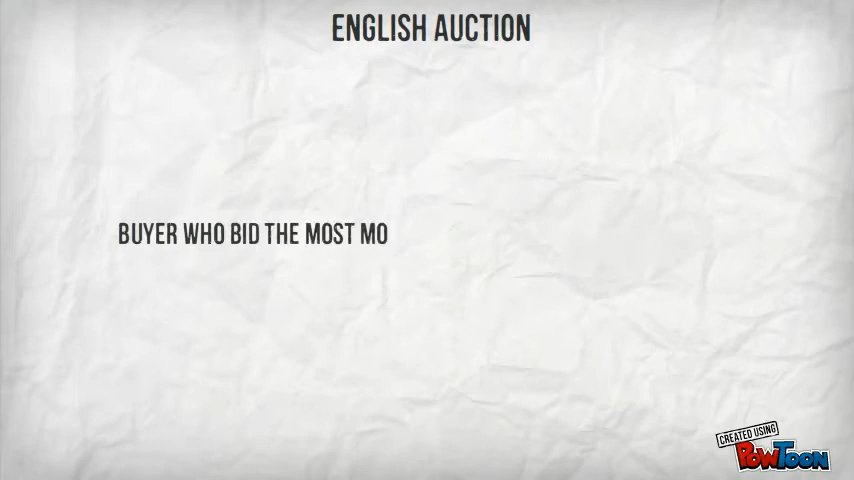 ENGLISH AUCTION
BUYER WHO BID THE MOST MO
CREATED USING
POWTOON